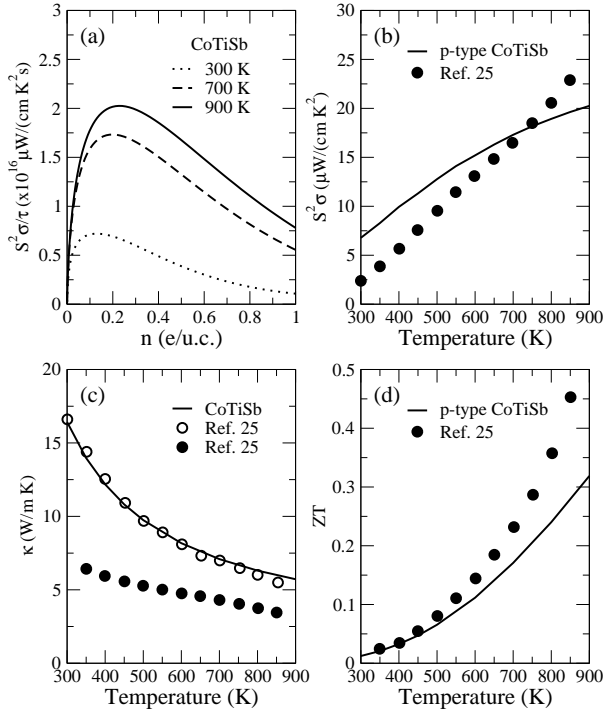 (a)
CoTiSb
300 K
700 K
900 K
S²σ/τ (x10¹⁶ μW/(cm K²s)
2.5
2
1.5
1
0.5
0
0 0.2 0.4 0.6 0.8 1
n (e/u.c.)
(b)
p-type CoTiSb
Ref. 25
S²σ (μW/(cm K²)
30
25
20
15
10
5
0
300 400 500 600 700 800 900
Temperature (K)
(c)
CoTiSb
Ref. 25
Ref. 25
κ (W/m K)
20
15
10
5
0
300 400 500 600 700 800 900
Temperature (K)
(d)
p-type CoTiSb
Ref. 25
ZT
0.5
0.4
0.3
0.2
0.1
0
300 400 500 600 700 800 900
Temperature (K)